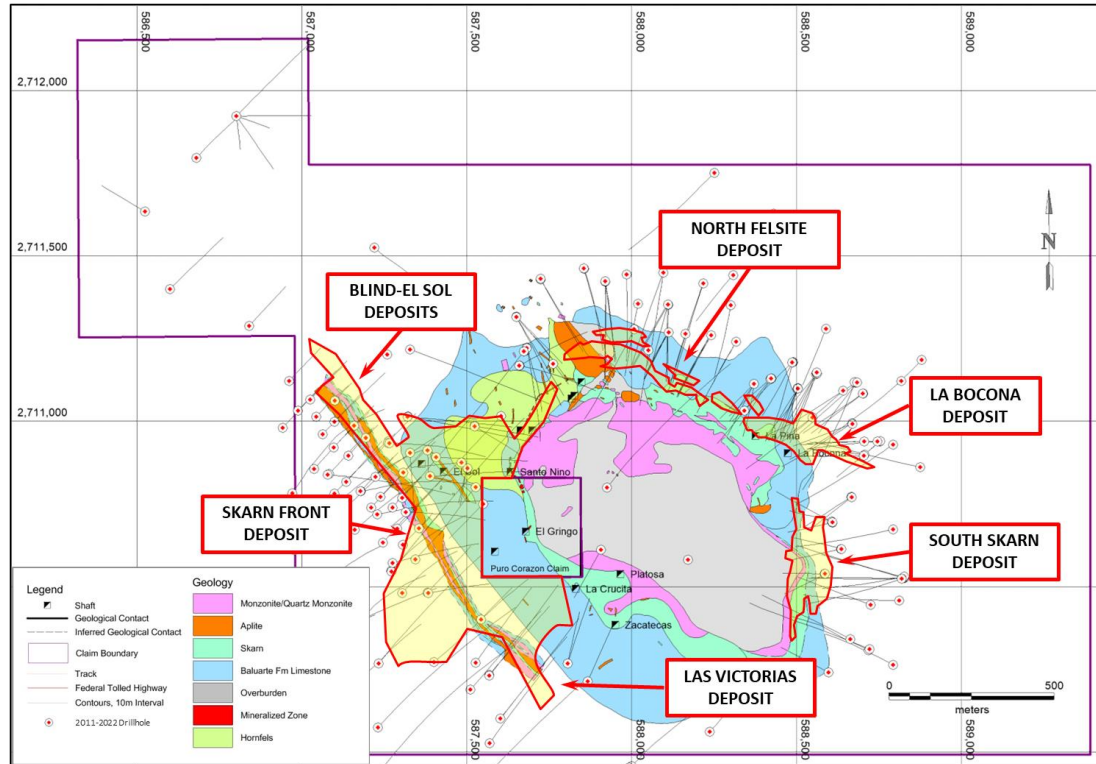 586,500
587,000
587,500
588,000
588,500
589,000
2,712,000
2,711,500
2,711,000
N
NORTH FELSITE
DEPOSIT
BLIND-EL SOL
DEPOSITS
LA BOCONA
DEPOSIT
SKARN FRONT
DEPOSIT
SOUTH SKARN
DEPOSIT
LAS VICTORIAS
DEPOSIT
La Pina
La Bocona
El Sol
Santo Nino
El Gringo
Puro Corazon Claim
Platosa
La Crucita
Zacatecas
Legend
Shaft
Geological Contact
Inferred Geological Contact
Claim Boundary
Track
Federal Tolled Highway
Contours, 10m Interval
2011-2022 Drillhole
Geology
Monzonite/Quartz Monzonite
Aplite
Skarn
Baluarte Fm Limestone
Overburden
Mineralized Zone
Hornfels
0
500
meters
587,500
588,000
588,500
589,000